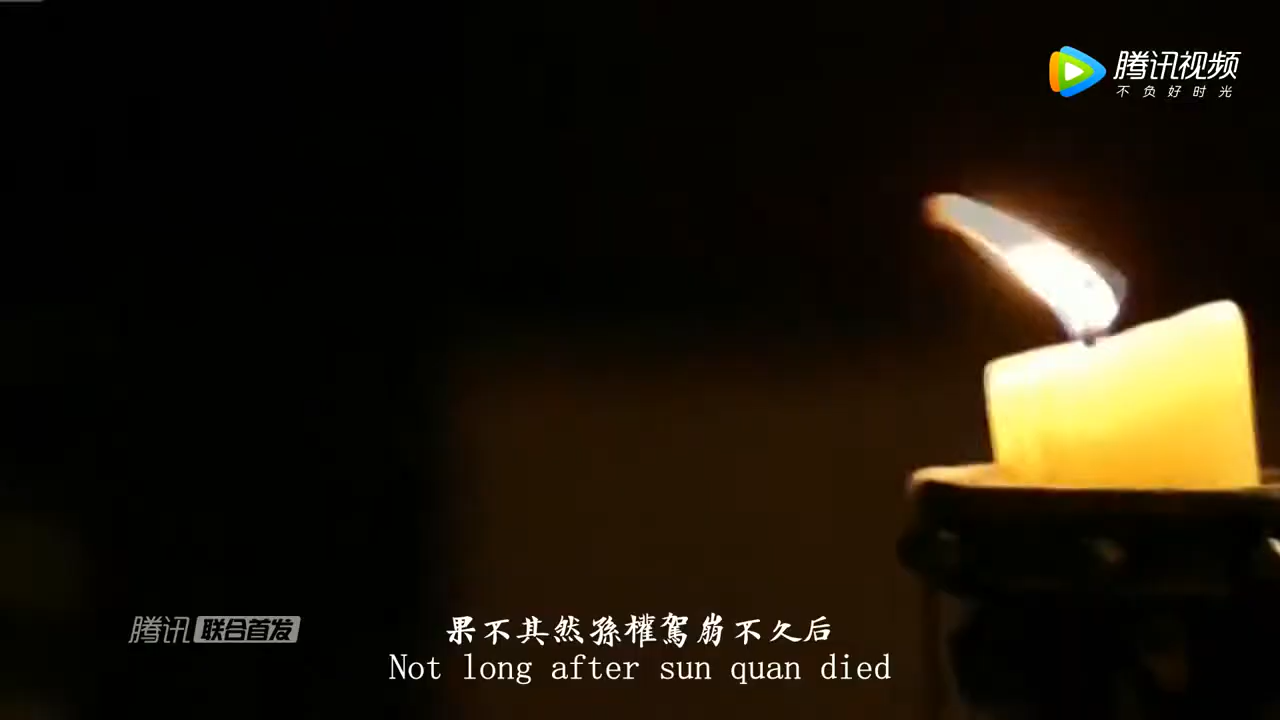 腾讯视频
不负好时光
腾讯 联合首发
果不其然孫權駕崩不久后
Not long after sun quan died